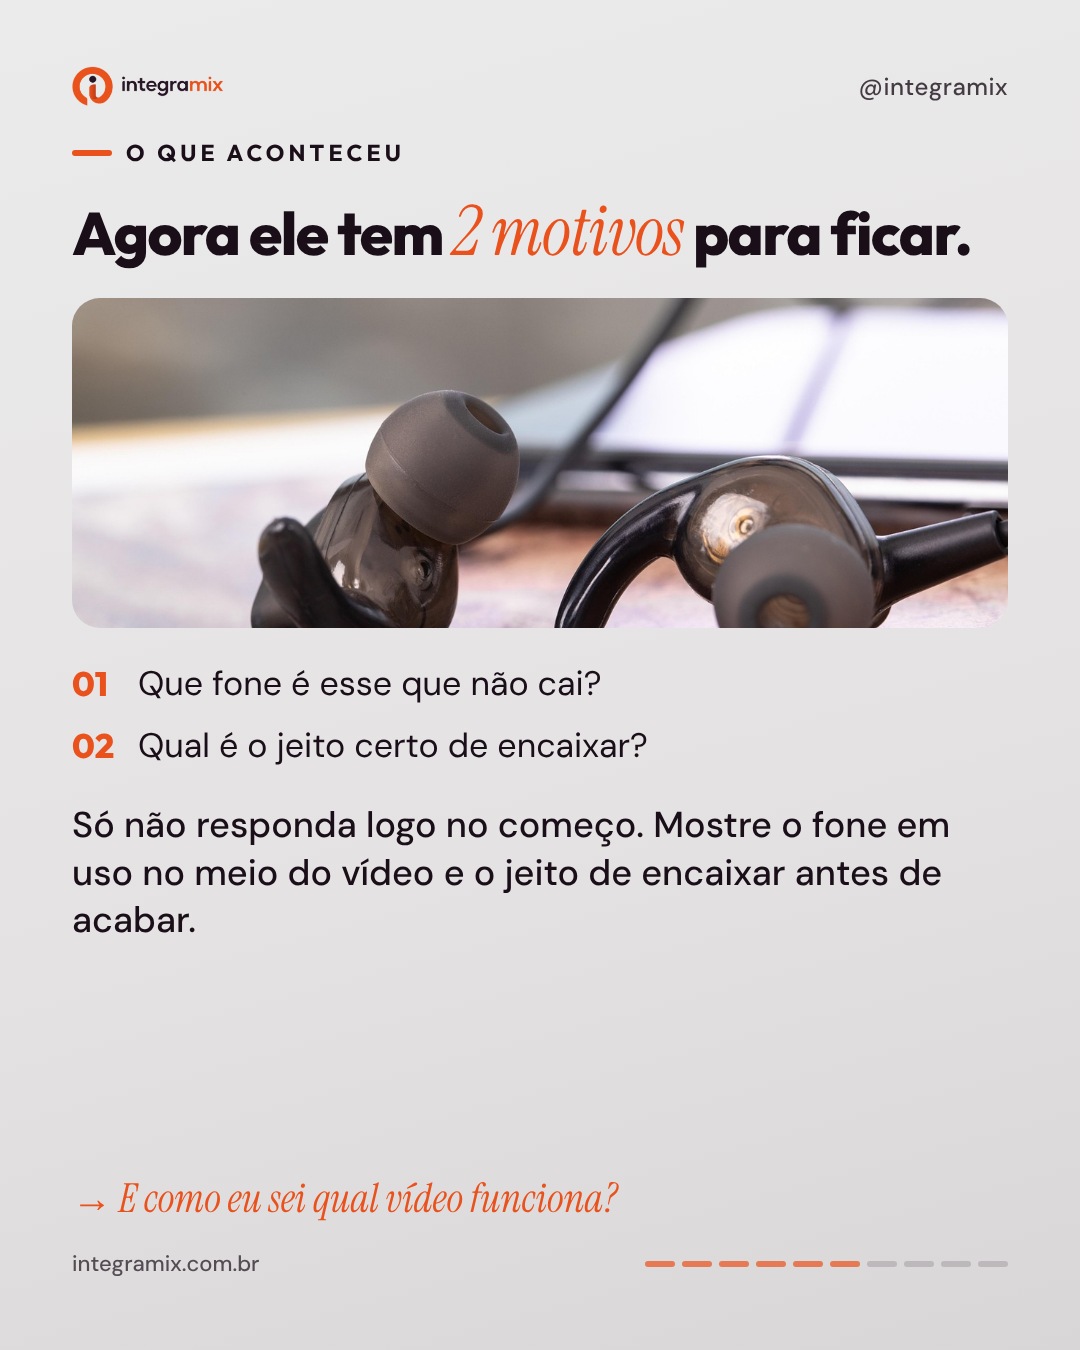 integramix
@integramix
O QUE ACONTECEU
Agora ele tem 2 motivos para ficar.
01 Que fone é esse que não cai?
02 Qual é o jeito certo de encaixar?
Só não responda logo no começo. Mostre o fone em
uso no meio do vídeo e o jeito de encaixar antes de
acabar.
→ E como eu sei qual vídeo funciona?
integramix.com.br